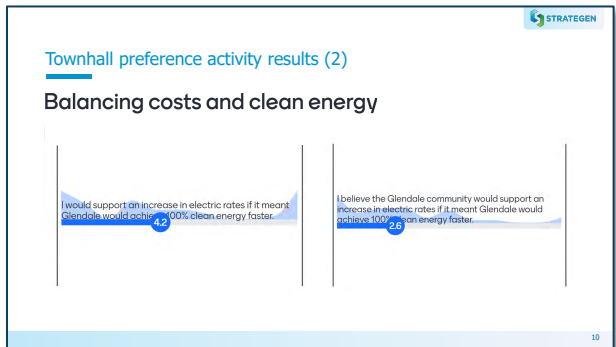 STRATEGEN
Townhall preference activity results (2)
Balancing costs and clean energy
I would support an increase in electric rates if it meant
Glendale would achieve 100% clean energy faster.
4.2
I believe the Glendale community would support an
increase in electric rates if it meant Glendale would
achieve 100% clean energy faster.
2.6
10